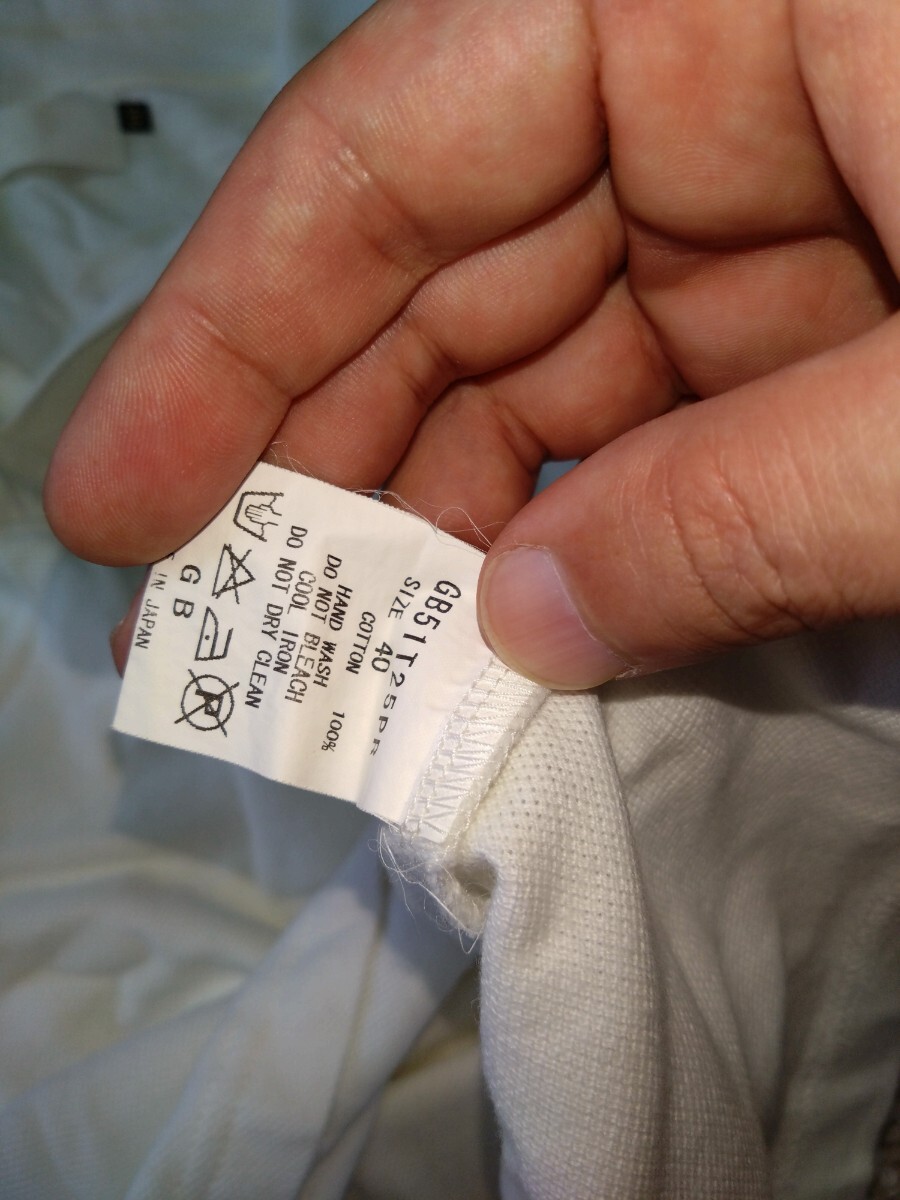 GB51T25PR
SIZE 40
COTTON 100%
HAND WASH
DO NOT BLEACH
COOL IRON
DO NOT DRY CLEAN
P
G B
IN JAPAN